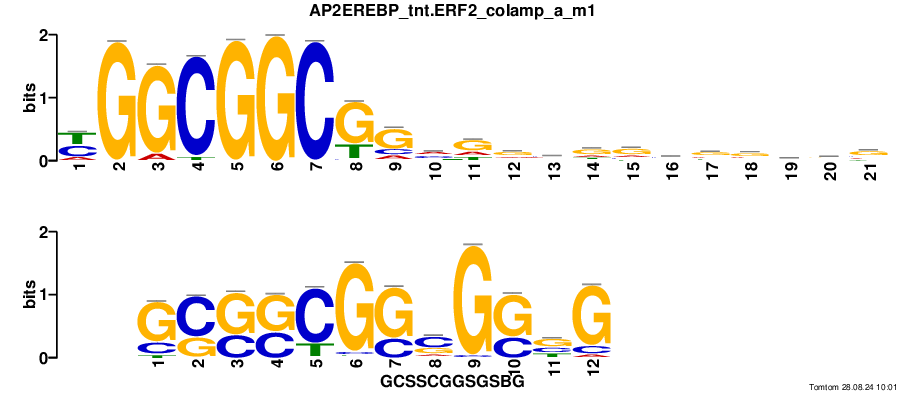 AP2EREBP_tnt.ERF2_colamp_a_m1
2
1
0
bits
T
C
A
G
G
A
C
T
G
G
C
G
T
G
C
A
G
A
T
G
1 2 3 4 5 6 7 8 9 10 11 12 13 14 15 16 17 18 19 20 21
2
1
0
bits
G
C
C
G
G
C
G
C
C
T
G
G
C
C
G
G
G
C
G
C
T
G
C
A
1 2 3 4 5 6 7 8 9 10 11 12
GCSSCGGSGSBG
Tomtom 28.08.24 10:01